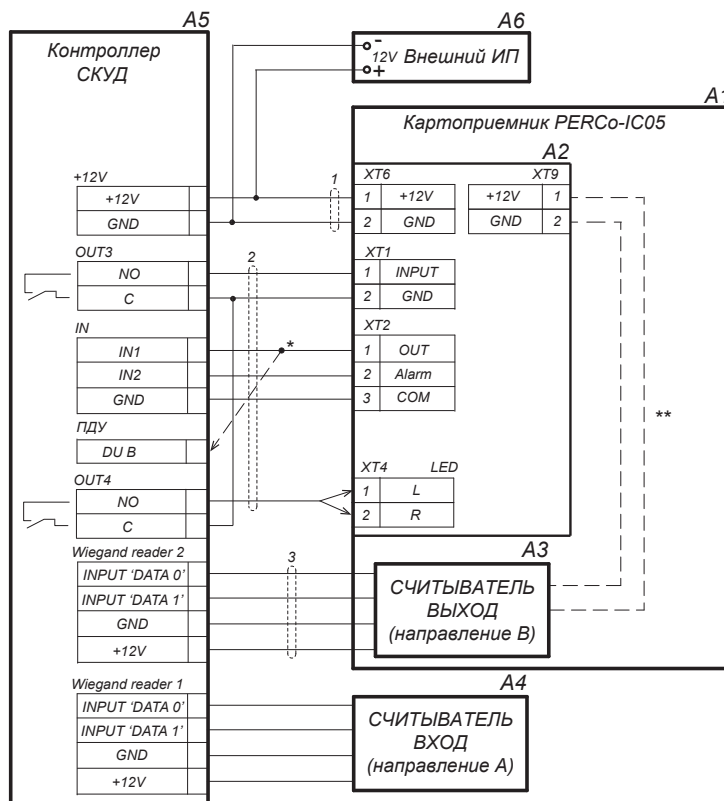 A5
Контроллер
СКУД
+12V
+12V
GND
OUT3
NO
C
IN
IN1
IN2
GND
ПДУ
DU B
OUT4
NO
C
Wiegand reader 2
INPUT ‘DATA 0’
INPUT ‘DATA 1’
GND
+12V
Wiegand reader 1
INPUT ‘DATA 0’
INPUT ‘DATA 1’
GND
+12V
1
2
*
3
A6
- 12V +
Внешний ИП
A1
Картоприемник PERCo-IC05
A2
XT6
1 +12V
2 GND
XT9
+12V 1
GND 2
XT1
1 INPUT
2 GND
XT2
1 OUT
2 Alarm
3 COM
**
XT4 LED
1 L
2 R
A3
СЧИТЫВАТЕЛЬ
ВЫХОД
(направление B)
A4
СЧИТЫВАТЕЛЬ
ВХОД
(направление A)